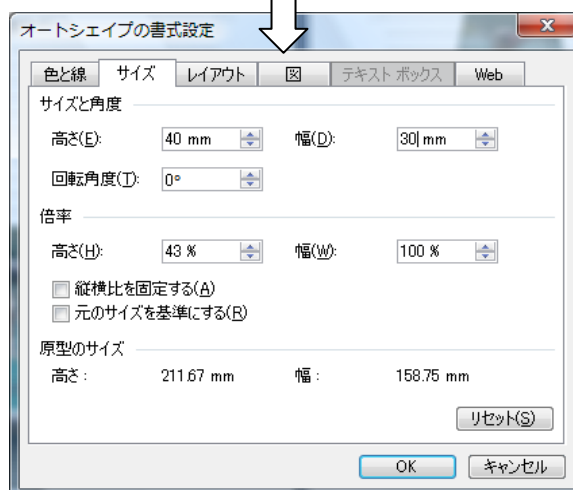 オートシェイプの書式設定
色と線 サイズ レイアウト 図 テキスト ボックス Web
サイズと角度
高さ(E): 40 mm 幅(D): 30 mm
回転角度(T): 0°
倍率
高さ(H): 43 % 幅(W): 100 %
縦横比を固定する(A)
元のサイズを基準にする(R)
原型のサイズ
高さ: 211.67 mm 幅: 158.75 mm
リセット(S)
OK キャンセル